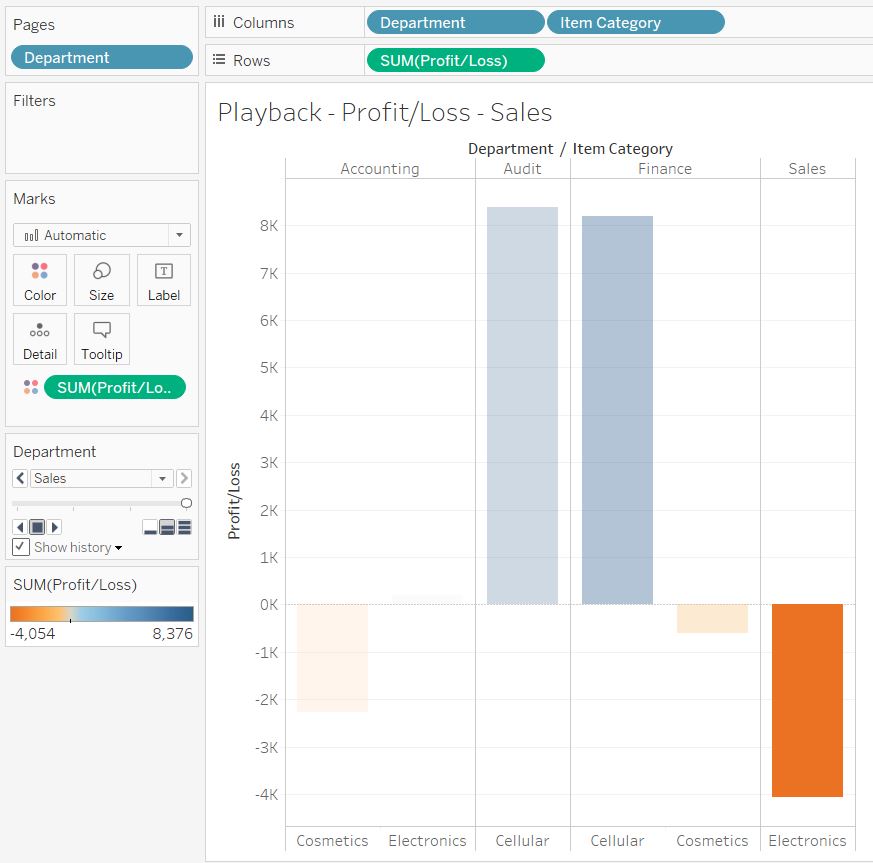 Pages
Department
Filters
Marks
Automatic
Color
Size
Label
Detail
Tooltip
SUM(Profit/Lo..
Department
Sales
Show history
SUM(Profit/Loss)
-4,054
8,376
Columns
Department
Item Category
Rows
SUM(Profit/Loss)
Playback - Profit/Loss - Sales
Department / Item Category
Accounting
Audit
Finance
Sales
Profit/Loss
8K
7K
6K
5K
4K
3K
2K
1K
0K
-1K
-2K
-3K
-4K
Cosmetics
Electronics
Cellular
Cellular
Cosmetics
Electronics